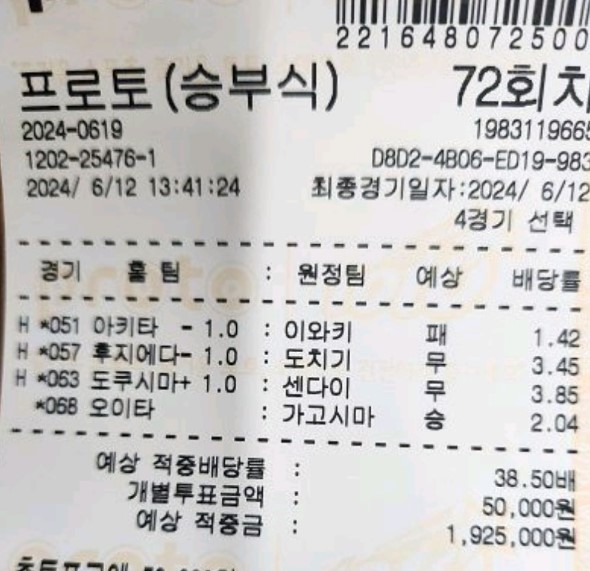 221648072500
프로토(승부식) 72회차
2024-0619 1983119665
1202-25476-1 D8D2-4B06-ED19-983
2024/ 6/12 13:41:24 최종경기일자:2024/ 6/12
4경기 선택
경기 홈 팀 : 원정팀 예상 배당률
H *051 아키타 - 1.0 : 이와키 패 1.42
H *057 후지에다- 1.0 : 도치기 무 3.45
H *063 도쿠시마+ 1.0 : 센다이 무 3.85
*068 오이타 : 가고시마 승 2.04
예상 적중배당률 : 38.50배
개별투표금액 : 50,000원
예상 적중금 : 1,925,000원